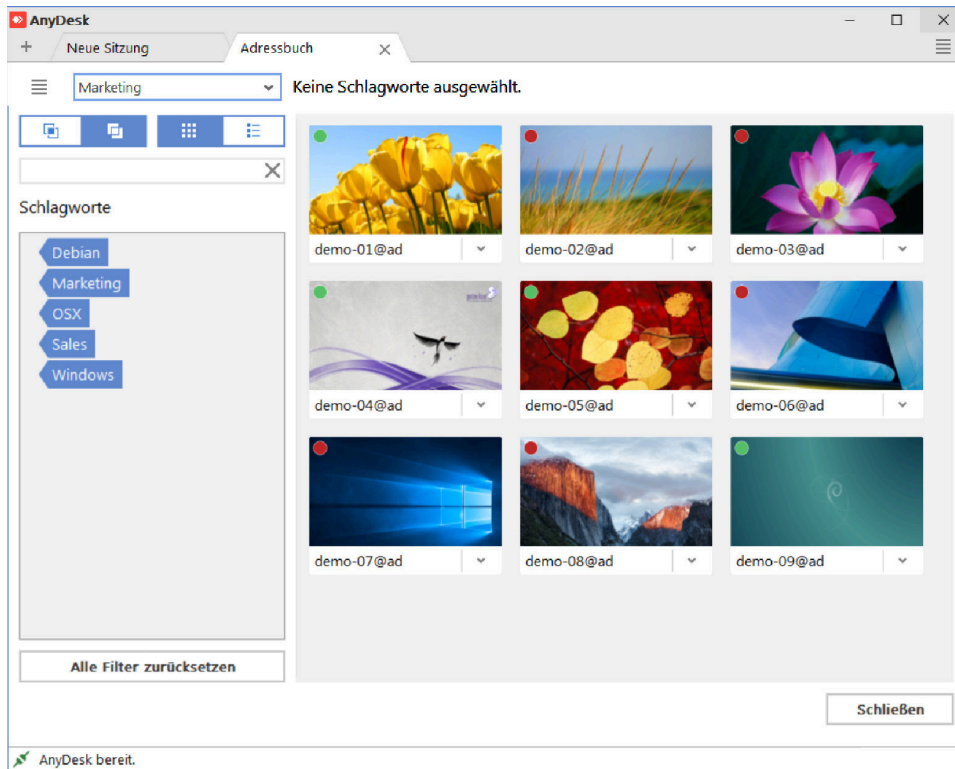 AnyDesk
Neue Sitzung
Adressbuch
Marketing
Keine Schlagworte ausgewählt.
Schlagworte
Debian
Marketing
OSX
Sales
Windows
demo-01@ad
demo-02@ad
demo-03@ad
demo-04@ad
demo-05@ad
demo-06@ad
demo-07@ad
demo-08@ad
demo-09@ad
Alle Filter zurücksetzen
Schließen
AnyDesk bereit.